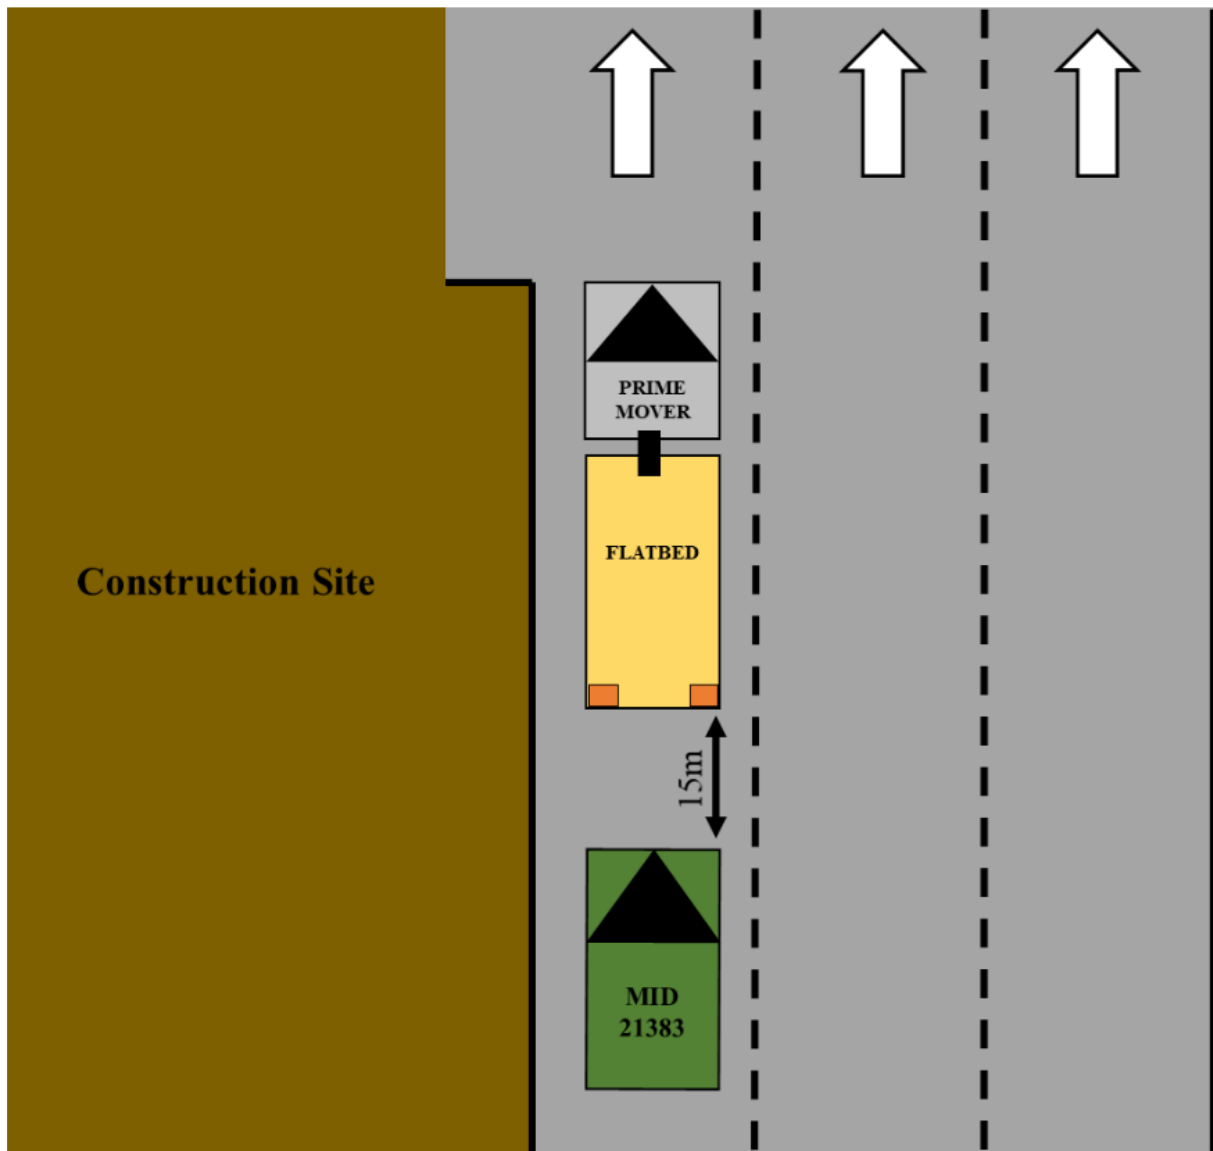 PRIME
MOVER
FLATBED
Construction Site
15m
MID
21383